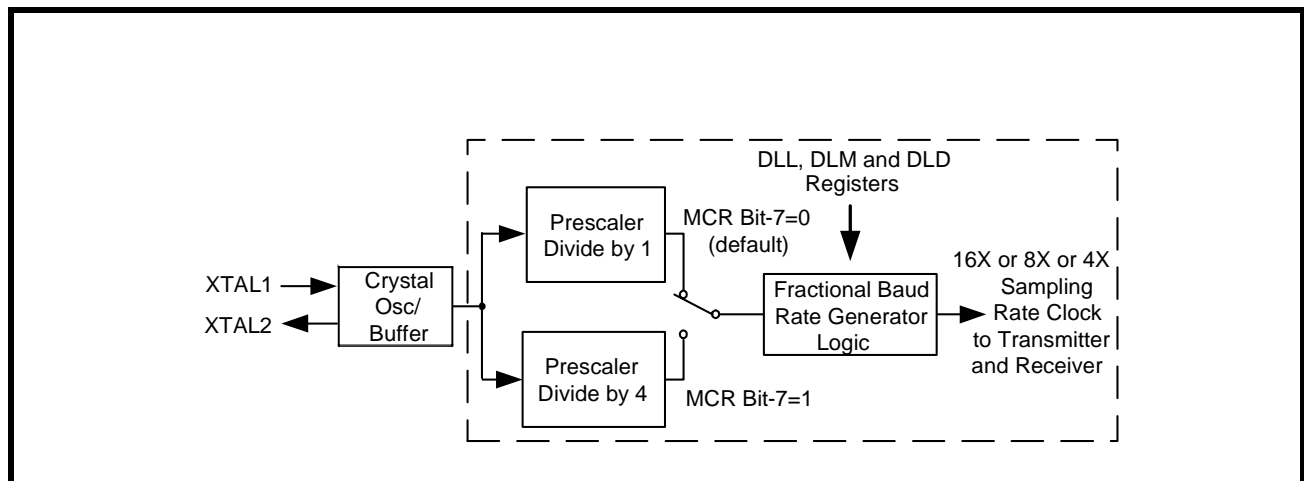 DLL, DLM and DLD
Registers
Prescaler
Divide by 1
MCR Bit-7=0
(default)
XTAL1
XTAL2
Crystal
Osc/
Buffer
Fractional Baud
Rate Generator
Logic
16X or 8X or 4X
Sampling
Rate Clock
to Transmitter
and Receiver
Prescaler
Divide by 4
MCR Bit-7=1